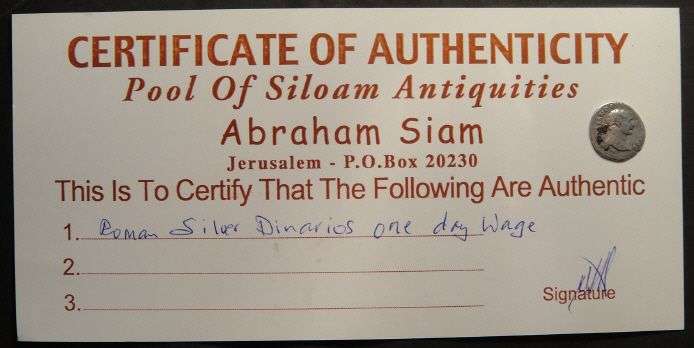 CERTIFICATE OF AUTHENTICITY
Pool Of Siloam Antiquities
Abraham Siam
Jerusalem - P.O.Box 20230
This Is To Certify That The Following Are Authentic
1. Roman Silver Dinarios one day Wage
2.
3.
Signature